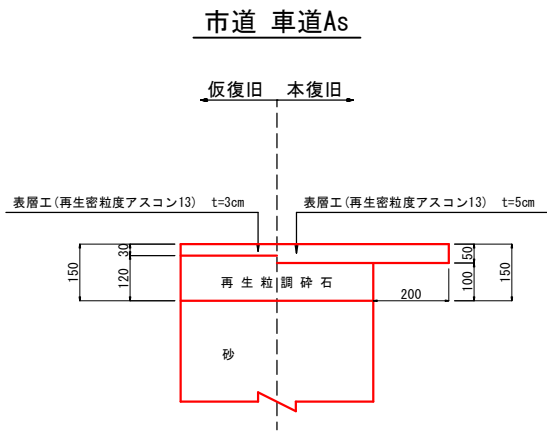 市道 車道As
仮復旧 本復旧
表層工(再生密粒度アスコン13) t=3cm
表層工(再生密粒度アスコン13) t=5cm
150
30
120
50
100
150
再生粒調砕石
200
砂